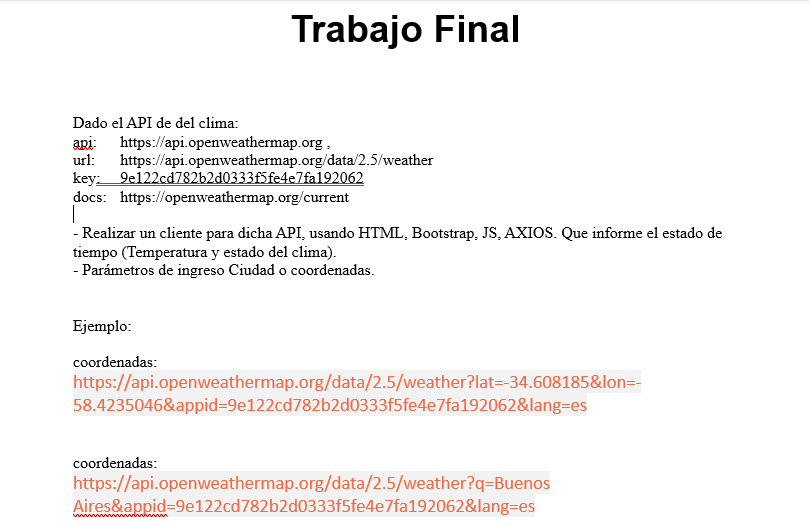 Trabajo Final
Dado el API de del clima:
api: https://api.openweathermap.org ,
url: https://api.openweathermap.org/data/2.5/weather
key: 9e122cd782b2d0333f5fe4e7fa192062
docs: https://openweathermap.org/current
- Realizar un cliente para dicha API, usando HTML, Bootstrap, JS, AXIOS. Que informe el estado de
tiempo (Temperatura y estado del clima).
- Parámetros de ingreso Ciudad o coordenadas.
Ejemplo:
coordenadas:
https://api.openweathermap.org/data/2.5/weather?lat=-34.608185&lon=-
58.4235046&appid=9e122cd782b2d0333f5fe4e7fa192062&lang=es
coordenadas:
https://api.openweathermap.org/data/2.5/weather?q=Buenos
Aires&appid=9e122cd782b2d0333f5fe4e7fa192062&lang=es